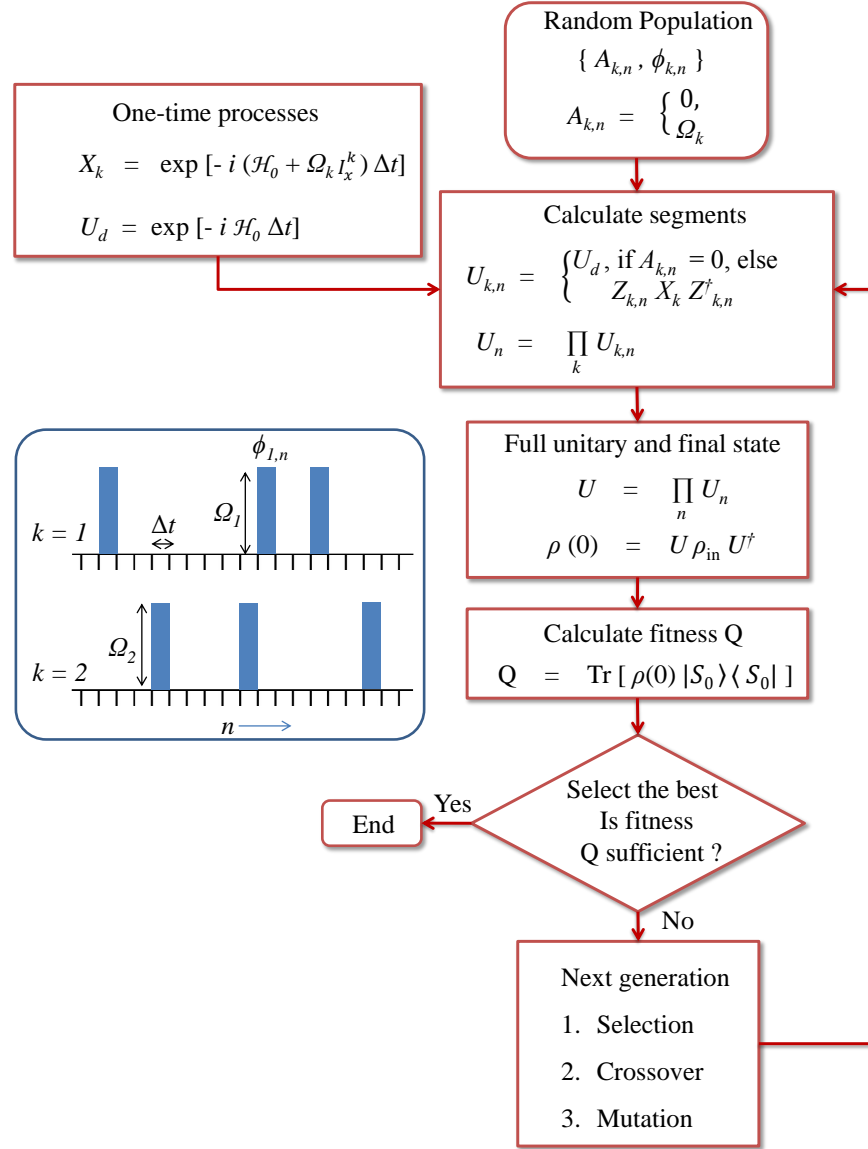 Random Population
{ A_{k,n} , ϕ_{k,n} }
A_{k,n} = { 0,
Ω_k
One-time processes
X_k = exp [- i (ℋ_0 + Ω_k I_x^k) Δt]
U_d = exp [- i ℋ_0 Δt]
Calculate segments
U_{k,n} = { U_d, if A_{k,n} = 0, else
Z_{k,n} X_k Z†_{k,n}
U_n = ∏_k U_{k,n}
ϕ_{1,n}
Ω_1
Δt
k = 1
Ω_2
k = 2
n
Full unitary and final state
U = ∏_n U_n
ρ (0) = U ρ_in U†
Calculate fitness Q
Q = Tr [ ρ(0) |S_0⟩⟨ S_0| ]
Select the best
Is fitness
Q sufficient ?
Yes
End
No
Next generation
1. Selection
2. Crossover
3. Mutation